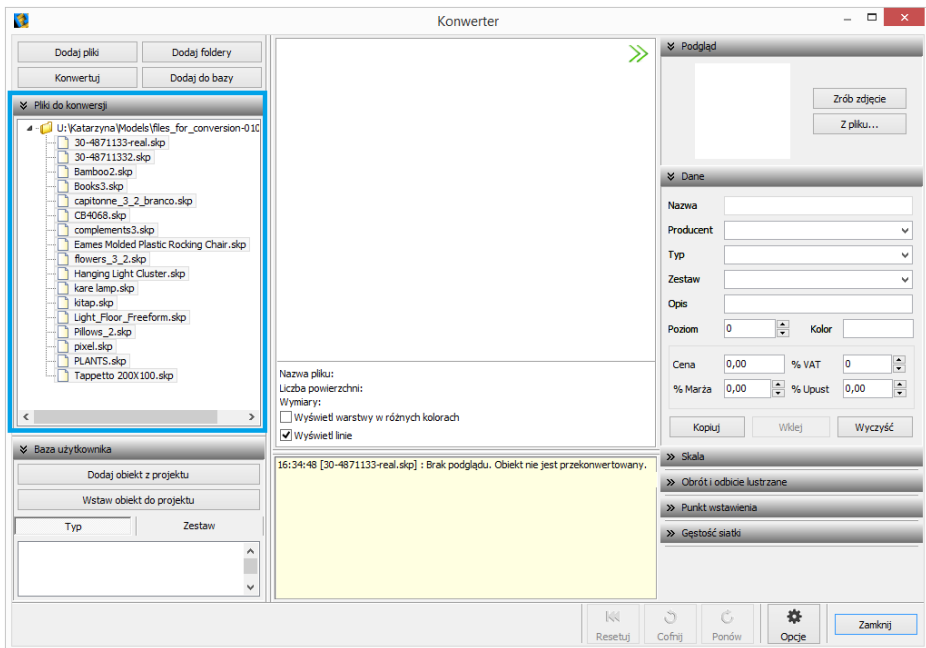 Konwerter
Dodaj pliki
Dodaj foldery
Konwertuj
Dodaj do bazy
Pliki do konwersji
U:\Katarzyna\Models\files_for_conversion-010
30-4871133-real.skp
30-48711332.skp
Bamboo2.skp
Books3.skp
capitonne_3_2_branco.skp
CB4068.skp
complements3.skp
Eames Molded Plastic Rocking Chair.skp
flowers_3_2.skp
Hanging Light Cluster.skp
kare lamp.skp
kitap.skp
Light_Floor_Freeform.skp
Pillows_2.skp
pixel.skp
PLANTS.skp
Tappetto 200X100.skp
Baza użytkownika
Dodaj obiekt z projektu
Wstaw obiekt do projektu
Typ
Zestaw
Nazwa pliku:
Liczba powierzchni:
Wymiary:
Wyświetl warstwy w różnych kolorach
Wyświetl linie
16:34:48 [30-4871133-real.skp] : Brak podglądu. Obiekt nie jest przekonwertowany.
Podgląd
Zrób zdjęcie
Z pliku...
Dane
Nazwa
Producent
Typ
Zestaw
Opis
Poziom 0 Kolor
Cena 0,00 % VAT 0
% Marża 0,00 % Upust 0,00
Kopiuj
Wklej
Wyczyść
Skala
Obrót i odbicie lustrzane
Punkt wstawienia
Gęstość siatki
Resetuj
Cofnij
Ponów
Opcje
Zamknij